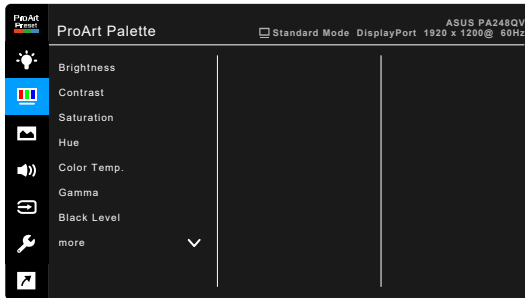 ProArt
Preset
ProArt Palette
ASUS PA248QV
Standard Mode DisplayPort 1920 x 1200@ 60Hz
Brightness
Contrast
Saturation
Hue
Color Temp.
Gamma
Black Level
more